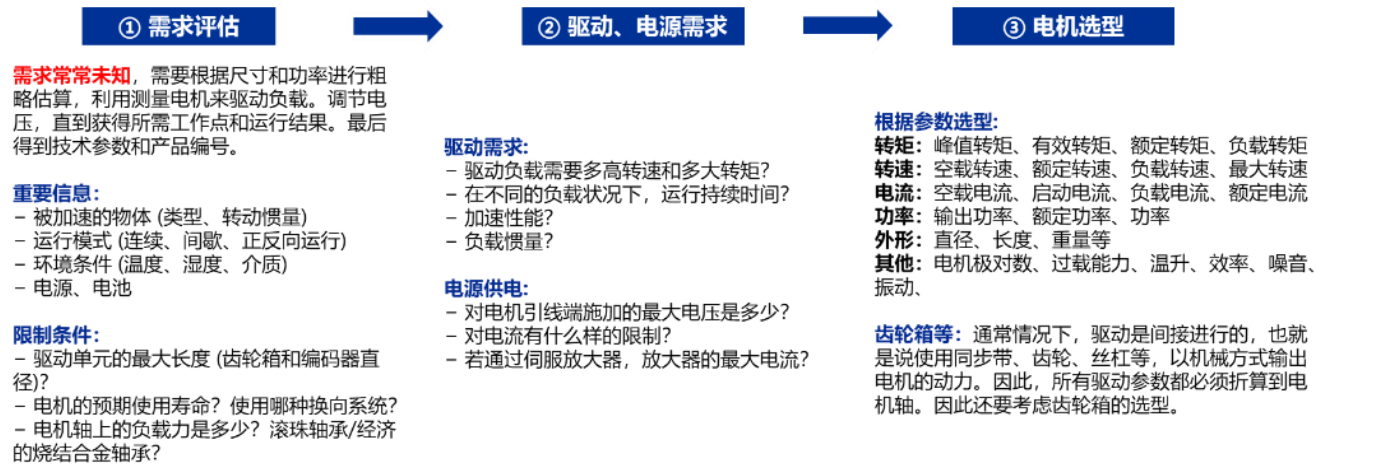 ① 需求评估
需求常常未知，需要根据尺寸和功率进行粗
略估算，利用测量电机来驱动负载。调节电
压，直到获得所需工作点和运行结果。最后
得到技术参数和产品编号。
重要信息：
– 被加速的物体 (类型、转动惯量)
– 运行模式 (连续、间歇、正反向运行)
– 环境条件 (温度、湿度、介质)
– 电源、电池
限制条件：
– 驱动单元的最大长度 (齿轮箱和编码器直
径)？
– 电机的预期使用寿命？使用哪种换向系统？
– 电机轴上的负载力是多少？滚珠轴承/经济
的烧结合金轴承？
② 驱动、电源需求
驱动需求:
– 驱动负载需要多高转速和多大转矩？
– 在不同的负载状况下，运行持续时间？
– 加速性能？
– 负载惯量？
电源供电:
– 对电机引线端施加的最大电压是多少？
– 对电流有什么样的限制？
– 若通过伺服放大器，放大器的最大电流？
③ 电机选型
根据参数选型:
转矩：峰值转矩、有效转矩、额定转矩、负载转矩
转速：空载转速、额定转速、负载转速、最大转速
电流：空载电流、启动电流、负载电流、额定电流
功率：输出功率、额定功率、功率
外形：直径、长度、重量等
其他：电机极对数、过载能力、温升、效率、噪音、
振动、
齿轮箱等：通常情况下，驱动是间接进行的，也就
是说使用同步带、齿轮、丝杠等，以机械方式输出
电机的动力。因此，所有驱动参数都必须折算到电
机轴。因此还要考虑齿轮箱的选型。